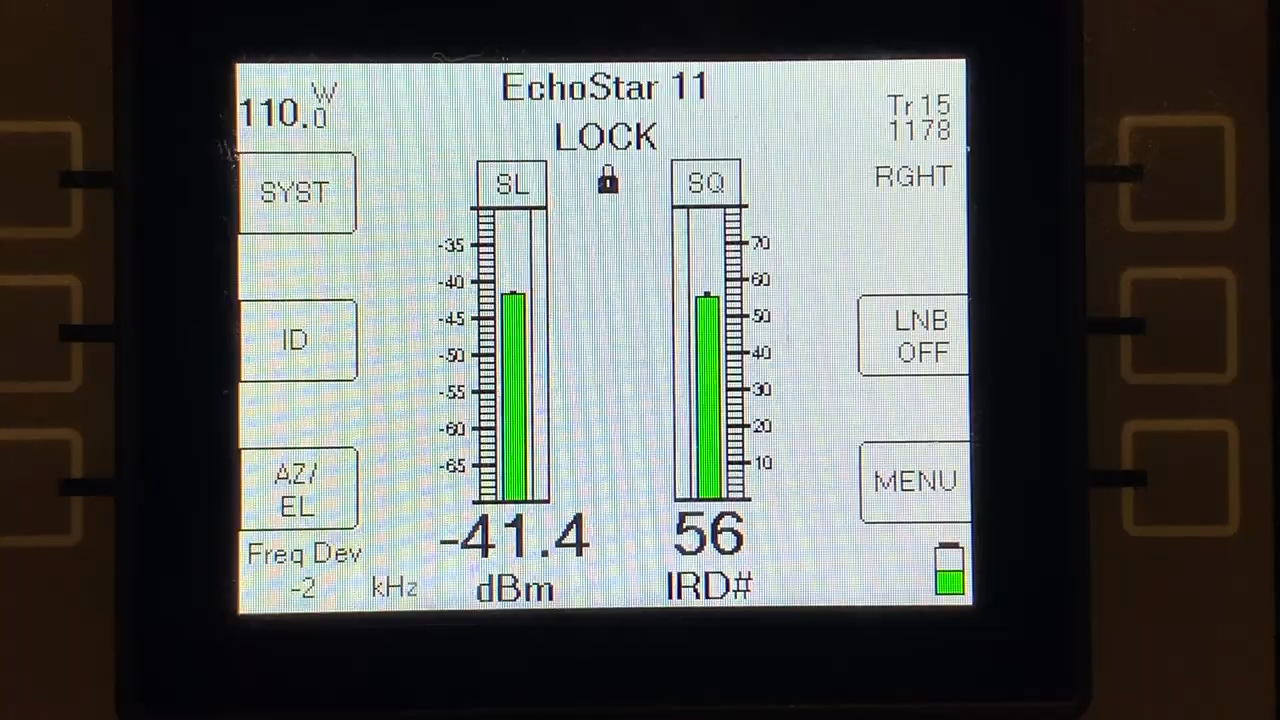 EchoStar 11
110.0 W
Tr 15
1178
LOCK
RGHT
SYST
SL
SQ
-35
-40
-45
-50
-55
-60
-65
70
60
50
40
30
20
10
ID
LNB
OFF
AZ/
EL
MENU
-41.4
56
Freq Dev
-2 kHz
dBm
IRD#